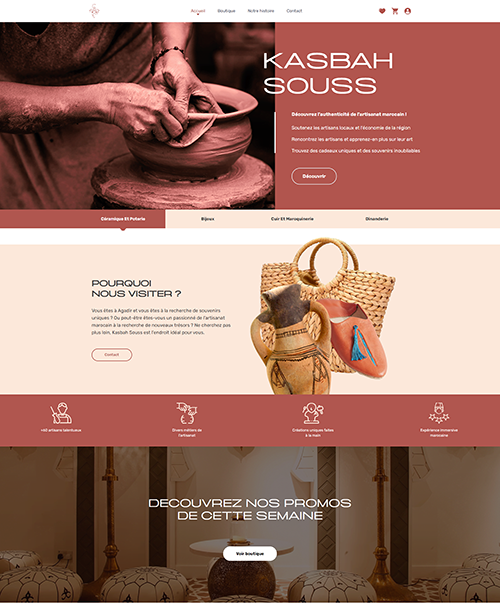 Accueil Boutique Notre histoire Contact
KASBAH
SOUSS
Découvrez l'authenticité de l'artisanat marocain !
Soutenez les artisans locaux et l'économie de la région
Rencontrez les artisans et apprenez-en plus sur leur art
Trouvez des cadeaux uniques et des souvenirs inoubliables
Découvrir
Céramique Et Poterie Bijoux Cuir Et Maroquinerie Dinanderie
POURQUOI
NOUS VISITER ?
Vous êtes à Agadir et vous êtes à la recherche de souvenirs
uniques ? Ou peut-être êtes-vous un passionné de l'artisanat
marocain à la recherche de nouveaux trésors ? Ne cherchez pas
plus loin, Kasbah Souss est l'endroit idéal pour vous.
Contact
+40 artisans talentueux
Divers métiers de
l'artisanat
Créations uniques faites
à la main
Expérience immersive
marocaine
DECOUVREZ NOS PROMOS
DE CETTE SEMAINE
Voir boutique